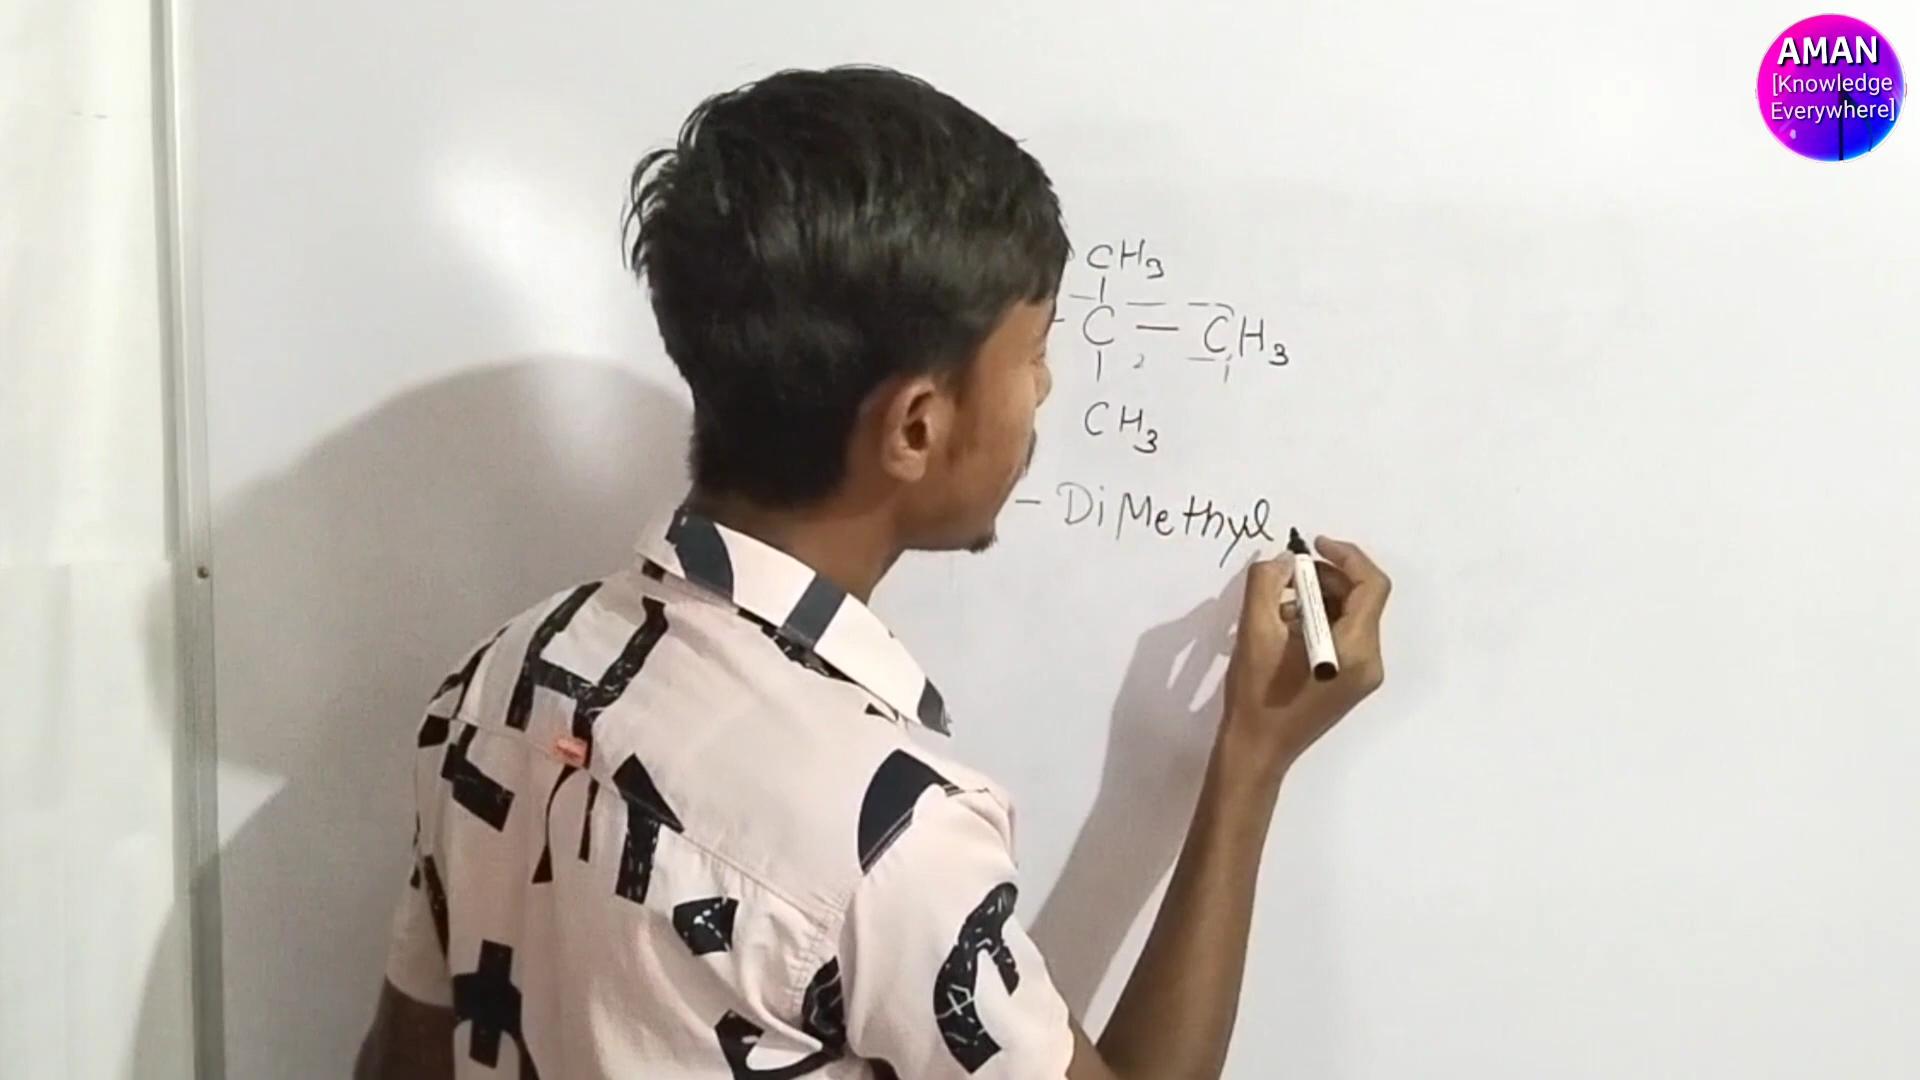 AMAN
[Knowledge
Everywhere]
CH3
- C — CH3
2 1
CH3
- DiMethyl